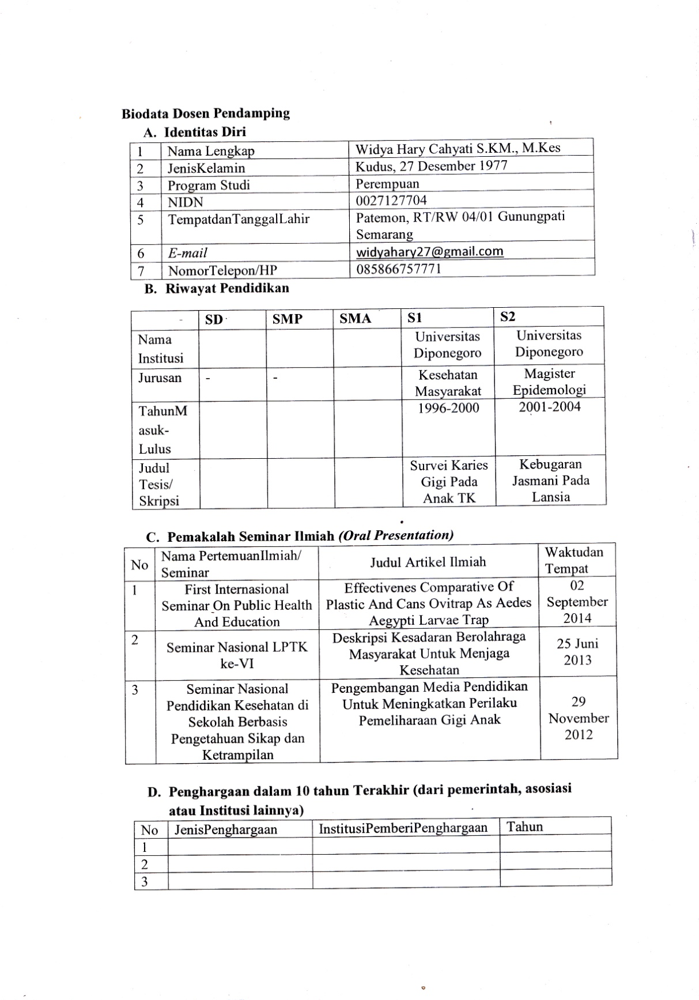 Biodata Dosen Pendamping
A. Identitas Diri
1 Nama Lengkap Widya Hary Cahyati S.KM., M.Kes
2 JenisKelamin Kudus, 27 Desember 1977
3 Program Studi Perempuan
4 NIDN 0027127704
5 TempatdanTanggalLahir Patemon, RT/RW 04/01 Gunungpati
Semarang
6 E-mail widyahary27@gmail.com
7 NomorTelepon/HP 085866757771
B. Riwayat Pendidikan
- SD SMP SMA S1 S2
Nama Universitas Universitas
Institusi Diponegoro Diponegoro
Jurusan - - Kesehatan Magister
Masyarakat Epidemologi
TahunM 1996-2000 2001-2004
asuk-
Lulus
Judul Survei Karies Kebugaran
Tesis/ Gigi Pada Jasmani Pada
Skripsi Anak TK Lansia
C. Pemakalah Seminar Ilmiah (Oral Presentation)
No Nama PertemuanIlmiah/ Judul Artikel Ilmiah Waktudan
Seminar Tempat
1 First Internasional Effectivenes Comparative Of 02
Seminar On Public Health Plastic And Cans Ovitrap As Aedes September
And Education Aegypti Larvae Trap 2014
2 Seminar Nasional LPTK Deskripsi Kesadaran Berolahraga 25 Juni
ke-VI Masyarakat Untuk Menjaga 2013
Kesehatan
3 Seminar Nasional Pengembangan Media Pendidikan 29
Pendidikan Kesehatan di Untuk Meningkatkan Perilaku November
Sekolah Berbasis Pemeliharaan Gigi Anak 2012
Pengetahuan Sikap dan
Ketrampilan
D. Penghargaan dalam 10 tahun Terakhir (dari pemerintah, asosiasi
atau Institusi lainnya)
No JenisPenghargaan InstitusiPemberiPenghargaan Tahun
1
2
3